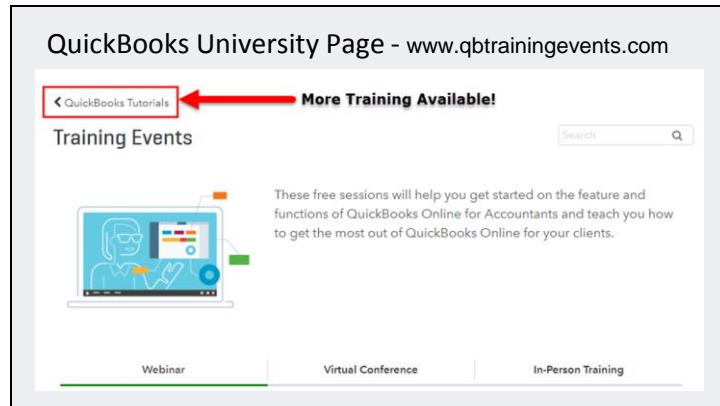 QuickBooks University Page - www.qbtrainingevents.com
QuickBooks Tutorials
More Training Available!
Training Events
Search
These free sessions will help you get started on the feature and
functions of QuickBooks Online for Accountants and teach you how
to get the most out of QuickBooks Online for your clients.
Webinar
Virtual Conference
In-Person Training